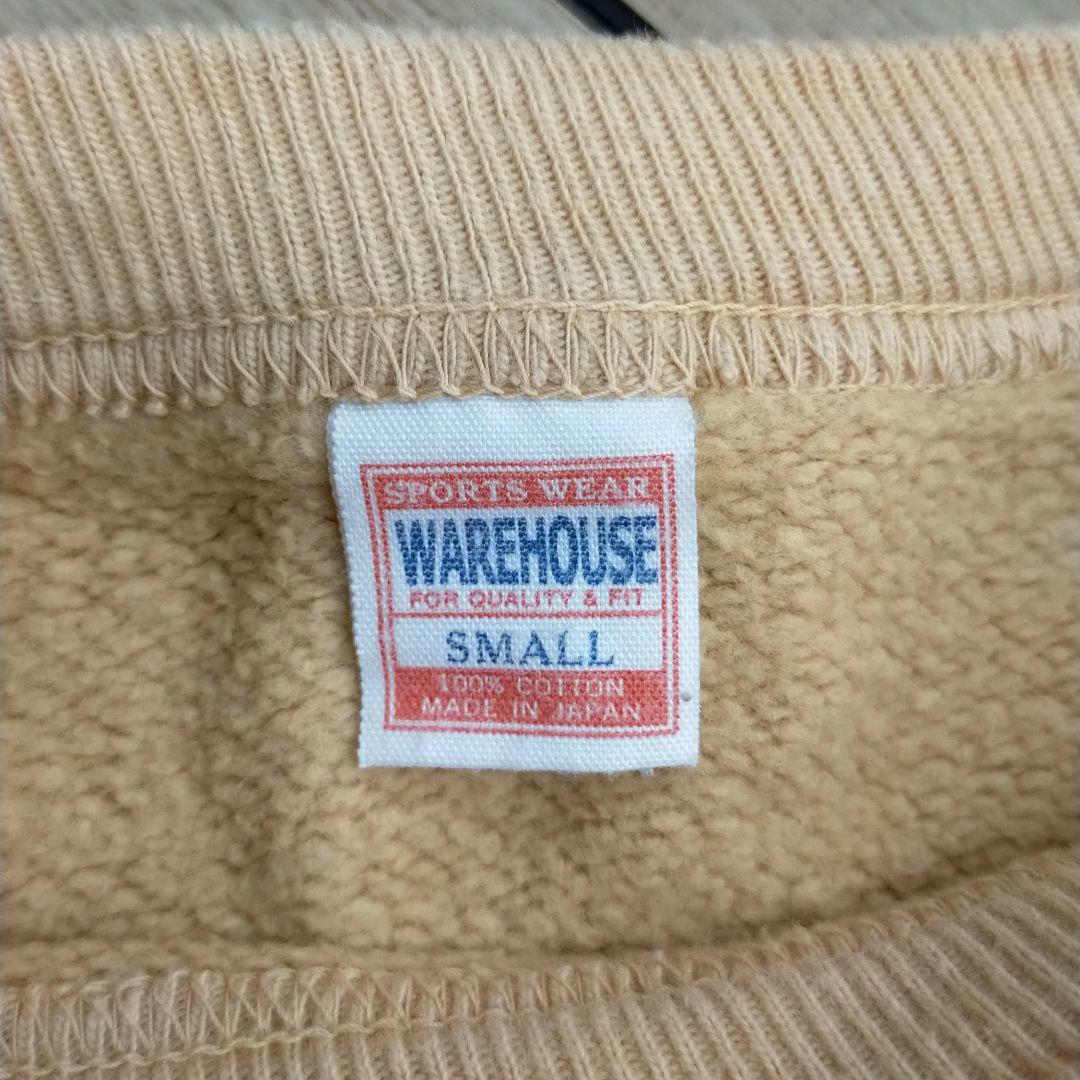 SPORTS WEAR
WAREHOUSE
FOR QUALITY & FIT
SMALL
100% COTTON
MADE IN JAPAN